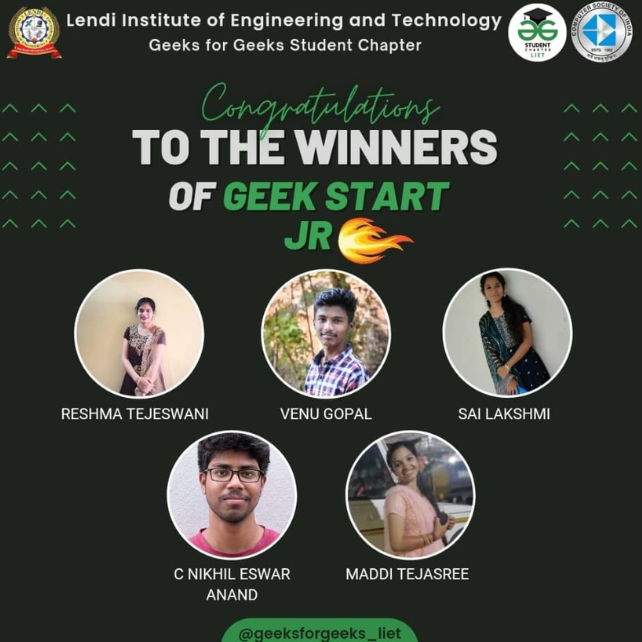 Lendi Institute of Engineering and Technology
Geeks for Geeks Student Chapter
STUDENT
CHAPTER
LIET
COMPUTER SOCIETY OF INDIA
Congratulations
TO THE WINNERS
OF GEEK START
JR
RESHMA TEJESWANI
VENU GOPAL
SAI LAKSHMI
C NIKHIL ESWAR
ANAND
MADDI TEJASREE
@geeksforgeeks_liet